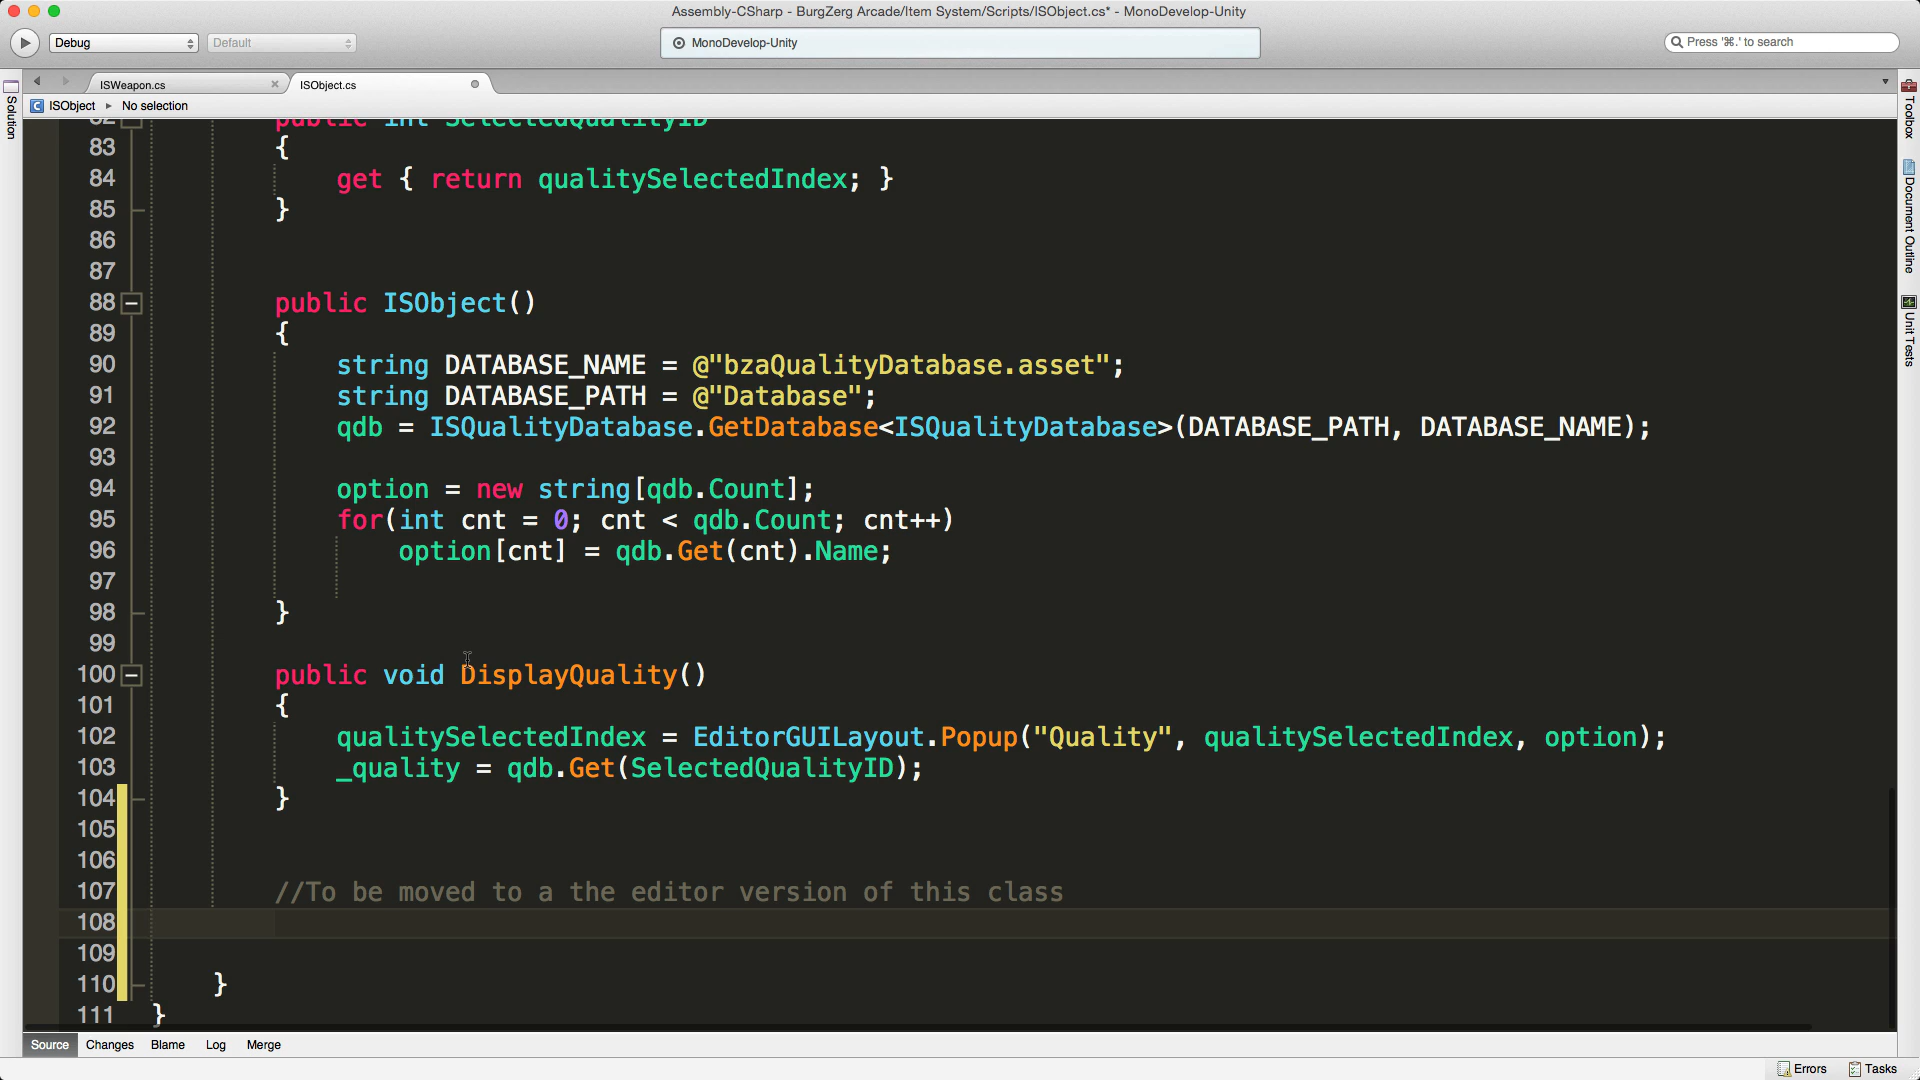 Assembly-CSharp - BurgZerg Arcade/Item System/Scripts/ISObject.cs* - MonoDevelop-Unity
Debug
Default
MonoDevelop-Unity
Press '⌘.' to search
ISWeapon.cs
ISObject.cs
ISObject ▸ No selection
Solution
Toolbox
Document Outline
Unit Tests
82 public int SelectedQualityID
83 {
84 get { return qualitySelectedIndex; }
85 }
86
87
88 public ISObject()
89 {
90 string DATABASE_NAME = @"bzaQualityDatabase.asset";
91 string DATABASE_PATH = @"Database";
92 qdb = ISQualityDatabase.GetDatabase<ISQualityDatabase>(DATABASE_PATH, DATABASE_NAME);
93
94 option = new string[qdb.Count];
95 for(int cnt = 0; cnt < qdb.Count; cnt++)
96 option[cnt] = qdb.Get(cnt).Name;
97
98 }
99
100 public void DisplayQuality()
101 {
102 qualitySelectedIndex = EditorGUILayout.Popup("Quality", qualitySelectedIndex, option);
103 _quality = qdb.Get(SelectedQualityID);
104 }
105
106
107 //To be moved to a the editor version of this class
108
109
110 }
111 }
Source Changes Blame Log Merge
Errors Tasks